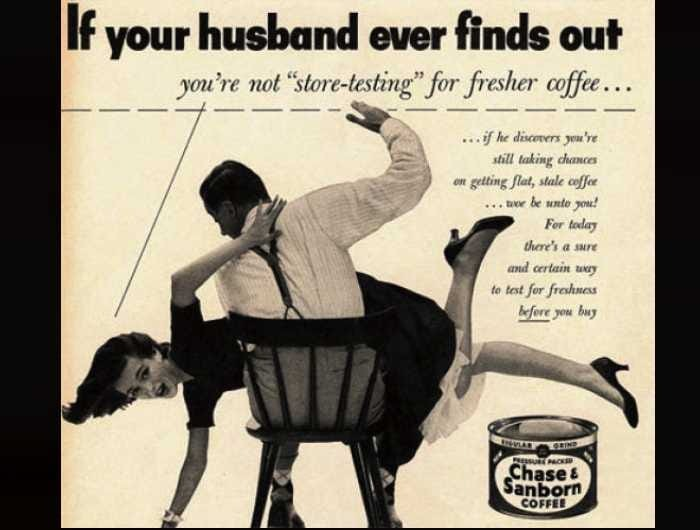 If your husband ever finds out
you're not "store-testing" for fresher coffee...
...if he discovers you're
still taking chances
on getting flat, stale coffee
...woe be unto you!
For today
there's a sure
and certain way
to test for freshness
before you buy
REGULAR GRIND
PRESSURE PACKED
Chase &
Sanborn
COFFEE